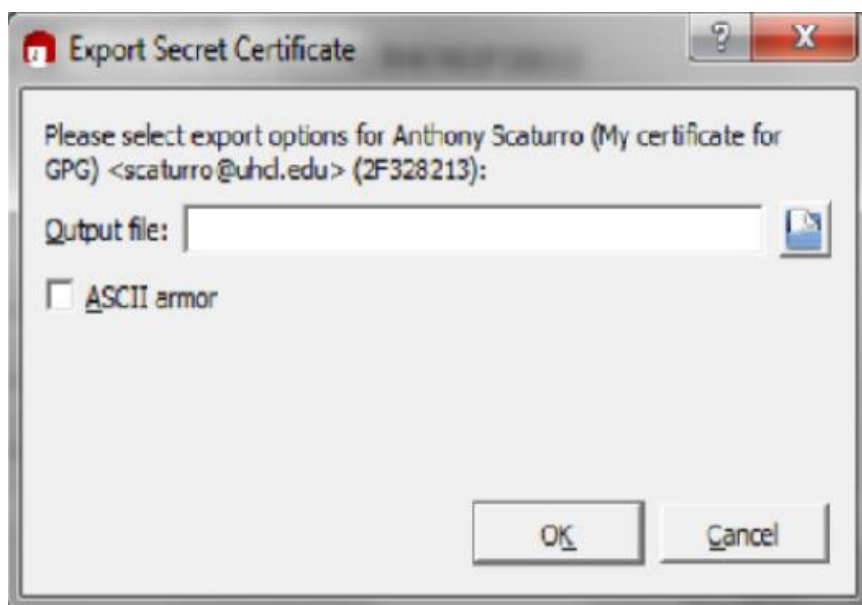 Export Secret Certificate
Please select export options for Anthony Scaturro (My certificate for
GPG) <scaturro@uhcl.edu> (2F328213):
Output file:
ASCII armor
OK
Cancel